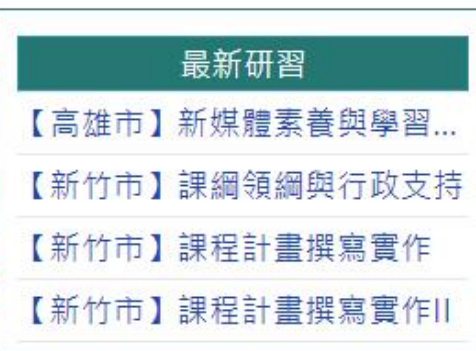 最新研習
【高雄市】新媒體素養與學習...
【新竹市】課綱領綱與行政支持
【新竹市】課程計畫撰寫實作
【新竹市】課程計畫撰寫實作II